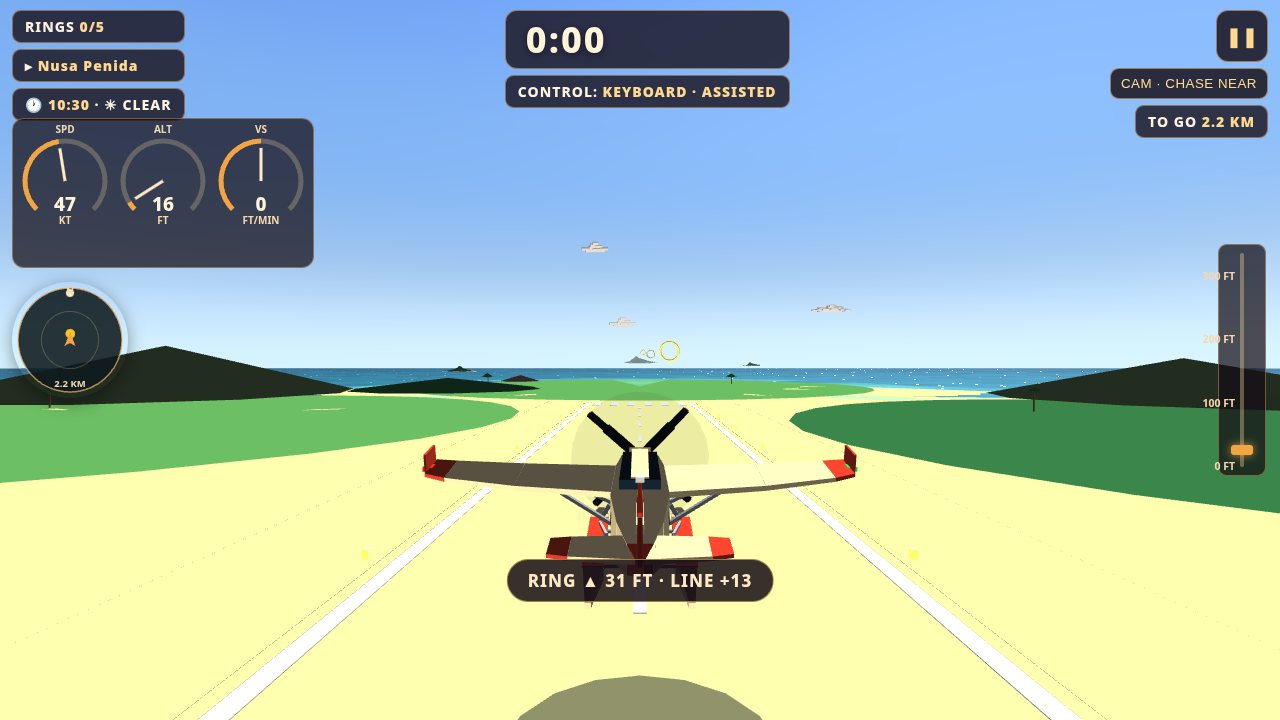 RINGS 0/5
▸ Nusa Penida
🕐 10:30 · ☀ CLEAR
SPD
47
KT
ALT
16
FT
VS
0
FT/MIN
2.2 KM
0:00
CONTROL: KEYBOARD · ASSISTED
CAM · CHASE NEAR
TO GO 2.2 KM
300 FT
200 FT
100 FT
0 FT
RING ▲ 31 FT · LINE +13